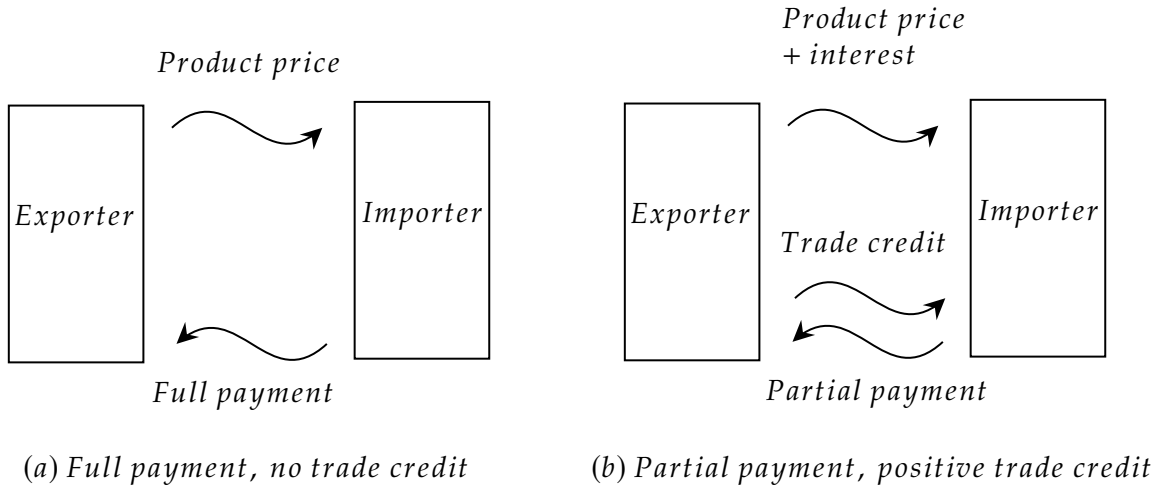 Product price
Exporter
Importer
Full payment
(a) Full payment, no trade credit
Product price
+ interest
Exporter
Importer
Trade credit
Partial payment
(b) Partial payment, positive trade credit